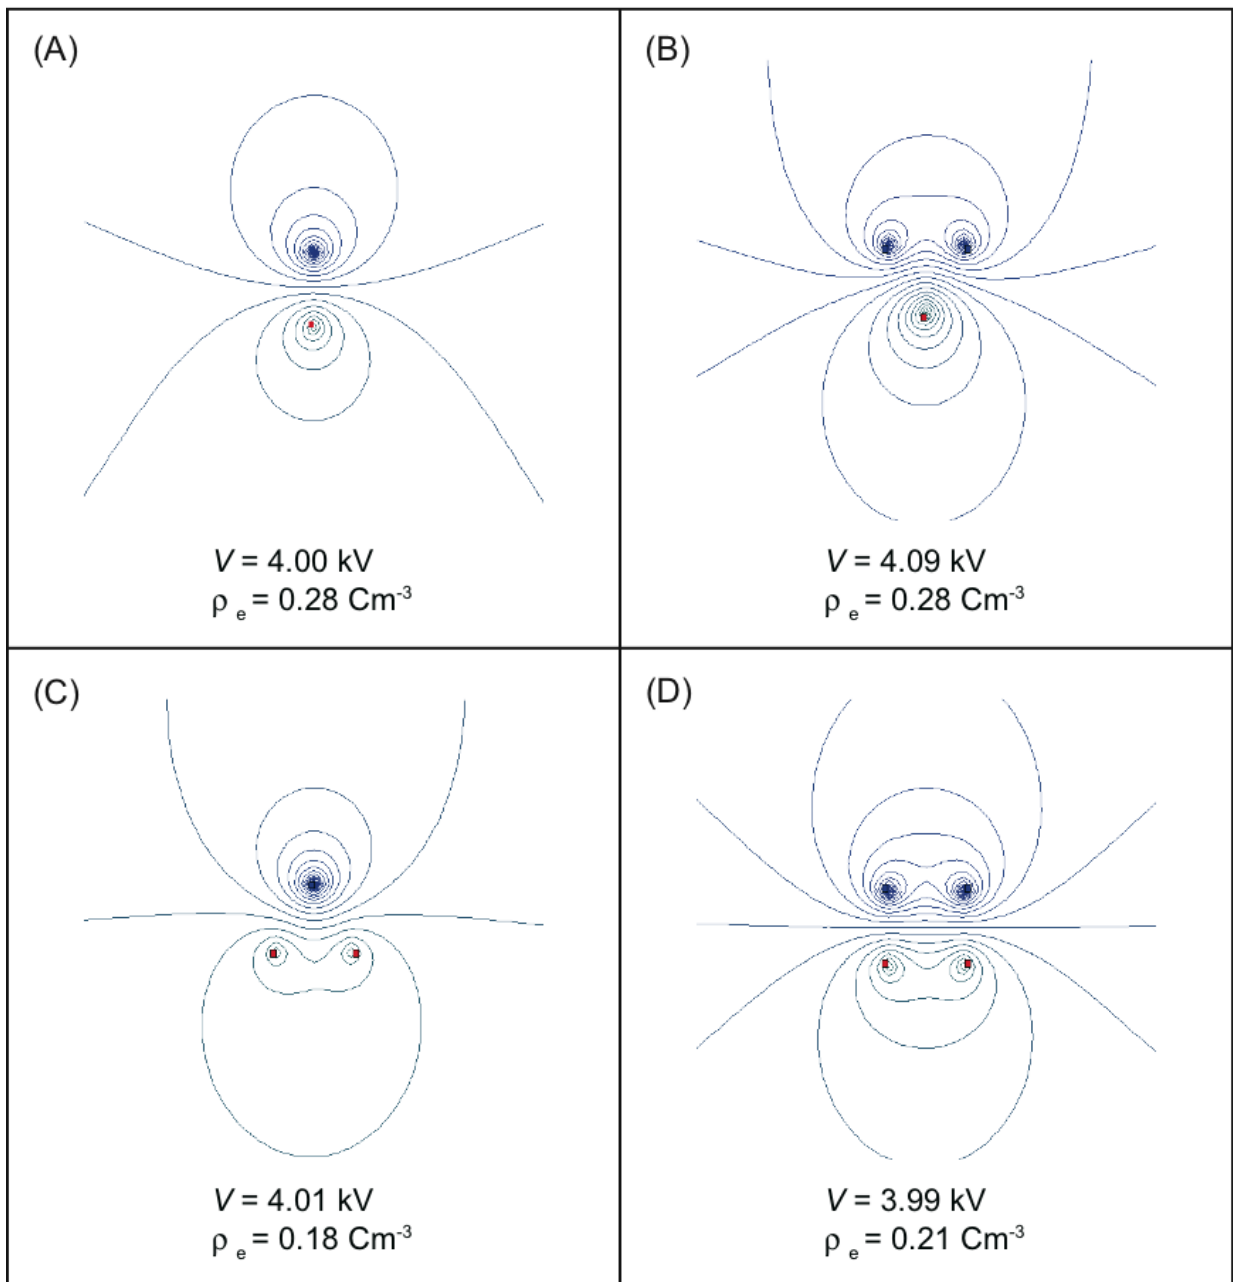 (A)
V = 4.00 kV
ρ e = 0.28 Cm⁻³
(B)
V = 4.09 kV
ρ e = 0.28 Cm⁻³
(C)
V = 4.01 kV
ρ e = 0.18 Cm⁻³
(D)
V = 3.99 kV
ρ e = 0.21 Cm⁻³